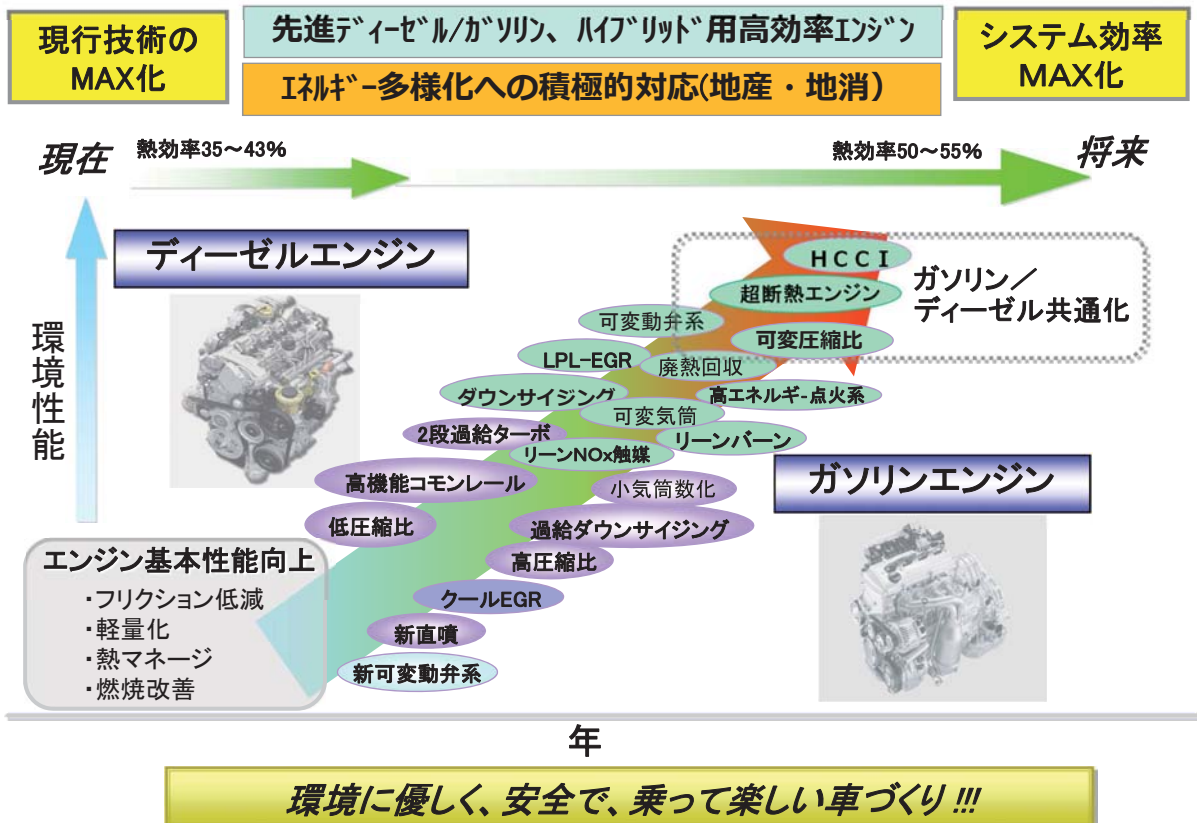 現行技術の
MAX化
先進ﾃﾞｨｰｾﾞﾙ/ｶﾞｿﾘﾝ、ﾊｲﾌﾞﾘｯﾄﾞ用高効率ｴﾝｼﾞﾝ
ｴﾈﾙｷﾞｰ多様化への積極的対応(地産・地消）
システム効率
MAX化
現在
熱効率35～43%
熱効率50～55%
将来
ディーゼルエンジン
環境性能
HCCI
超断熱エンジン
可変圧縮比
ガソリン／
ディーゼル共通化
可変動弁系
LPL-EGR
廃熱回収
ダウンサイジング
高エネルギ-点火系
可変気筒
2段過給ターボ
リーンバーン
リーンNOx触媒
高機能コモンレール
小気筒数化
ガソリンエンジン
低圧縮比
過給ダウンサイジング
高圧縮比
エンジン基本性能向上
・フリクション低減
・軽量化
・熱マネージ
・燃焼改善
クールEGR
新直噴
新可変動弁系
年
環境に優しく、安全で、乗って楽しい車づくり!!!